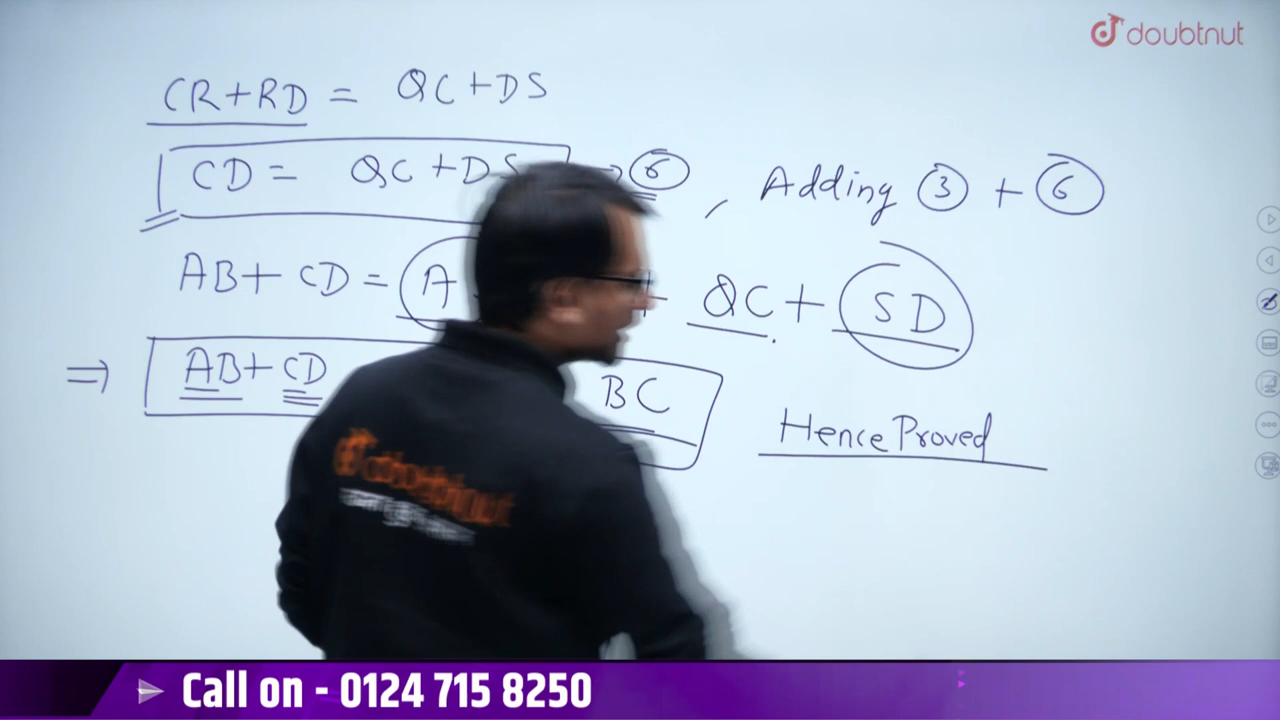 doubtnut
CR+RD = QC+DS
CD = QC+DS → 6 , Adding 3 + 6
AB+ CD = A + QC + SD
⇒ AB+ CD BC
Hence Proved
doubtnut
Call on - 0124 715 8250